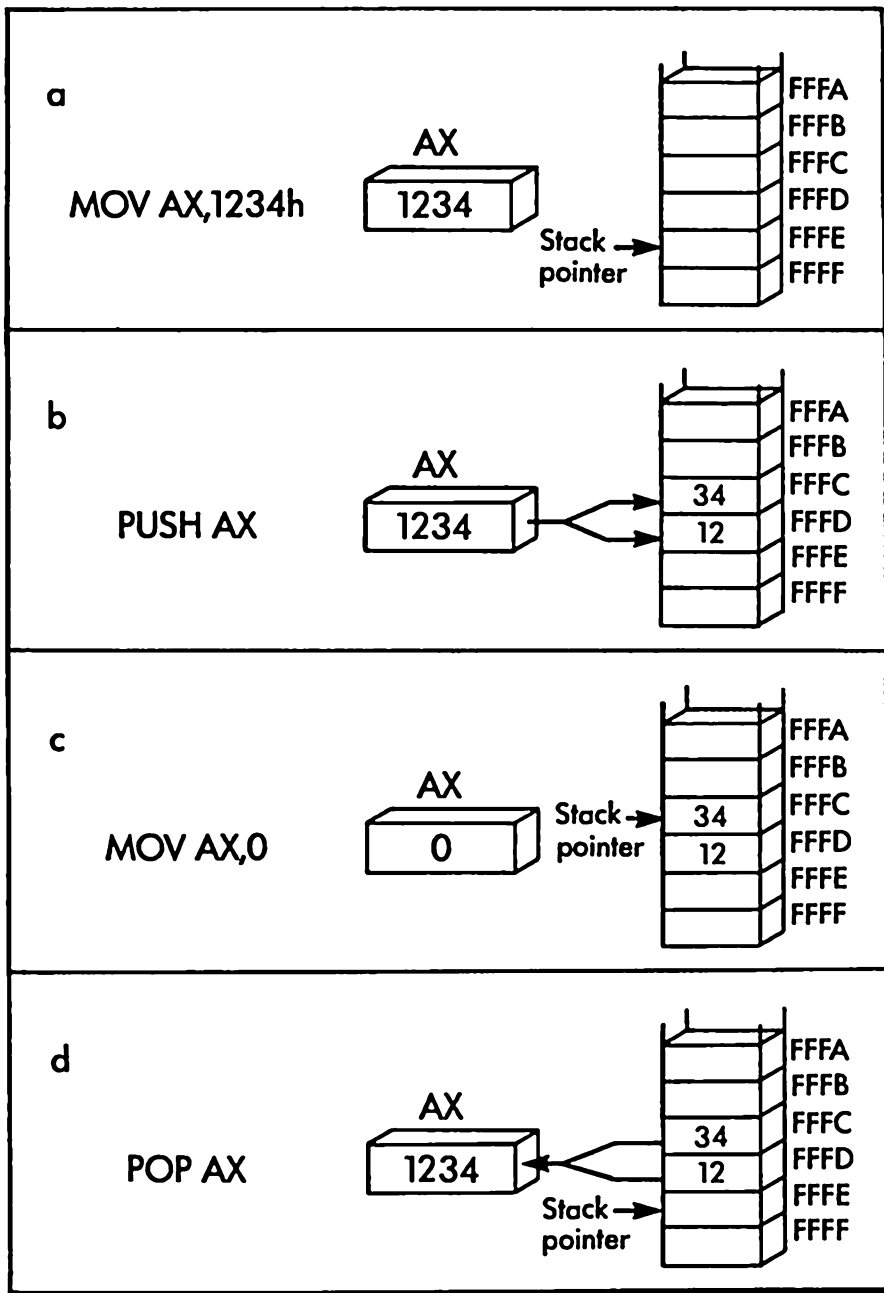 a
MOV AX,1234h
AX
1234
Stack
pointer
FFFA
FFFB
FFFC
FFFD
FFFE
FFFF
b
PUSH AX
AX
1234
34
12
FFFA
FFFB
FFFC
FFFD
FFFE
FFFF
c
MOV AX,0
AX
0
Stack
pointer
34
12
FFFA
FFFB
FFFC
FFFD
FFFE
FFFF
d
POP AX
AX
1234
Stack
pointer
34
12
FFFA
FFFB
FFFC
FFFD
FFFE
FFFF